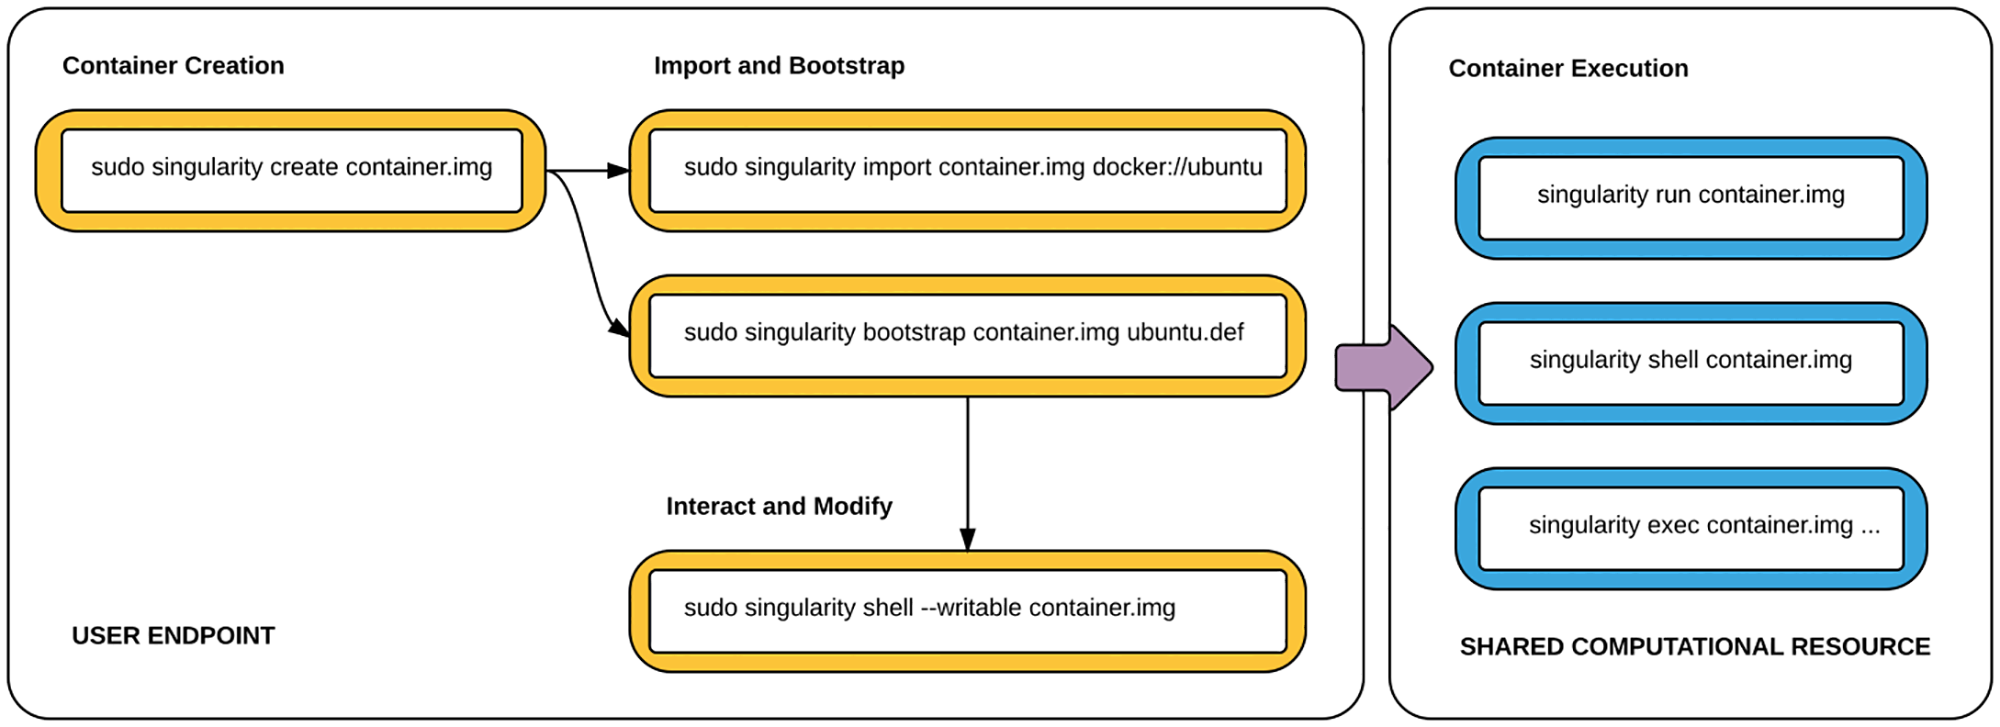 Container Creation
sudo singularity create container.img
Import and Bootstrap
sudo singularity import container.img docker://ubuntu
sudo singularity bootstrap container.img ubuntu.def
Interact and Modify
sudo singularity shell --writable container.img
USER ENDPOINT
Container Execution
singularity run container.img
singularity shell container.img
singularity exec container.img ...
SHARED COMPUTATIONAL RESOURCE